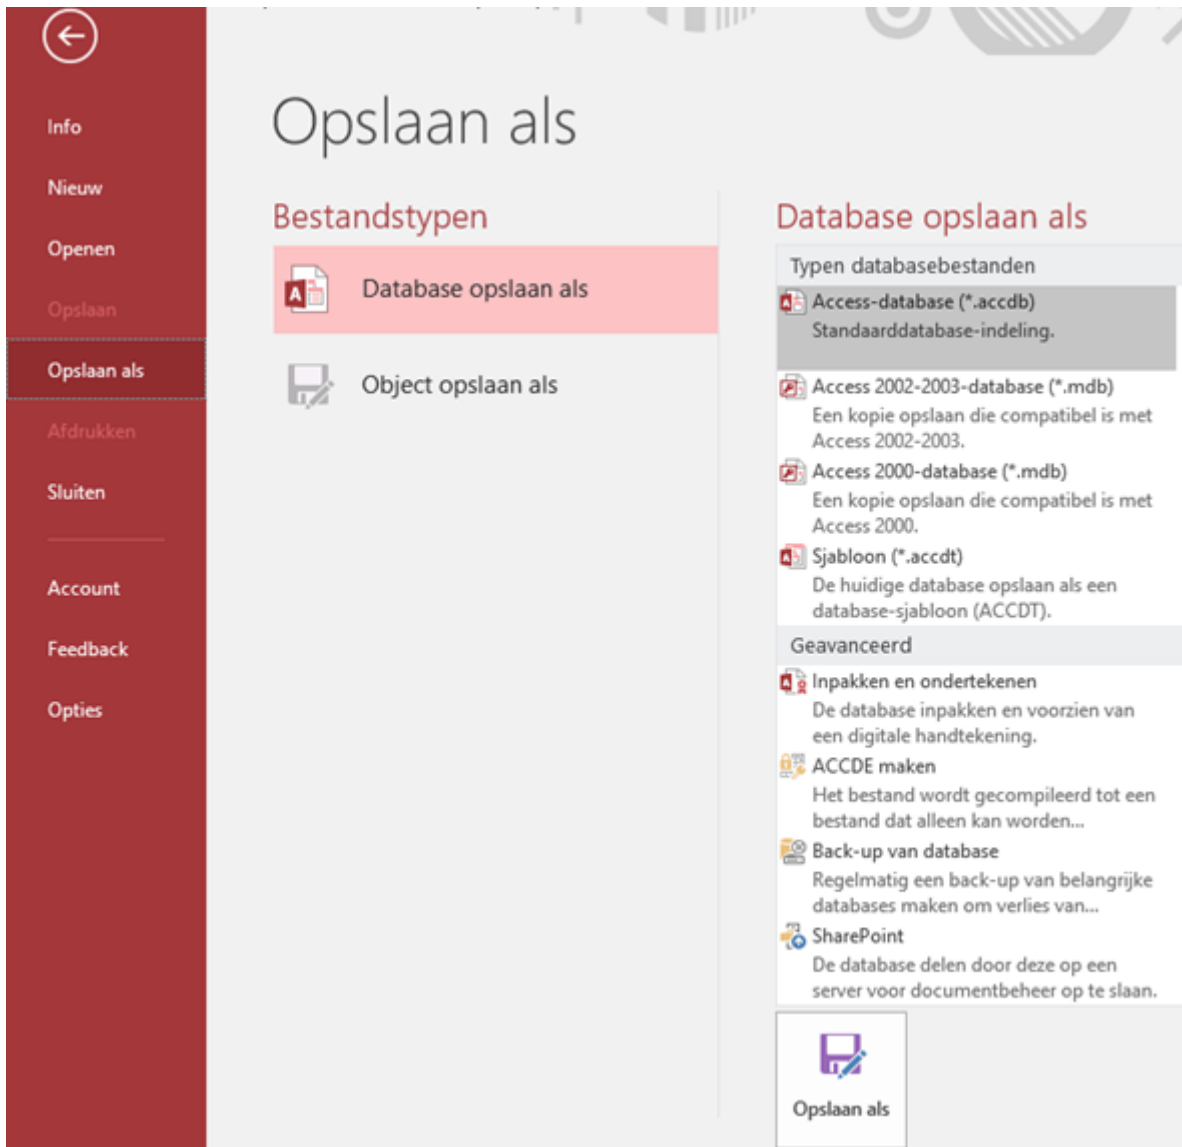 Info
Nieuw
Openen
Opslaan
Opslaan als
Afdrukken
Sluiten
Account
Feedback
Opties
Opslaan als
Bestandstypen
Database opslaan als
Object opslaan als
Database opslaan als
Typen databasebestanden
Access-database (*.accdb)
Standaarddatabase-indeling.
Access 2002-2003-database (*.mdb)
Een kopie opslaan die compatibel is met
Access 2002-2003.
Access 2000-database (*.mdb)
Een kopie opslaan die compatibel is met
Access 2000.
Sjabloon (*.accdt)
De huidige database opslaan als een
database-sjabloon (ACCDT).
Geavanceerd
Inpakken en ondertekenen
De database inpakken en voorzien van
een digitale handtekening.
ACCDE maken
Het bestand wordt gecompileerd tot een
bestand dat alleen kan worden...
Back-up van database
Regelmatig een back-up van belangrijke
databases maken om verlies van...
SharePoint
De database delen door deze op een
server voor documentbeheer op te slaan.
Opslaan als